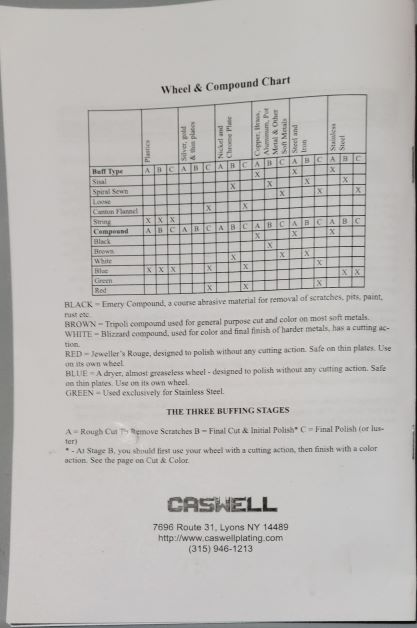 Wheel & Compound Chart
Plastics
Silver, gold
& thin plates
Nickel and
Chrome Plate
Copper, Brass,
Aluminum, Pot
Metal & Other
Soft Metals
Steel and
Iron
Stainless
Steel
Buff Type A B C A B C A B C A B C A B C A B C
Sisal X X X
Spiral Sewn X X X X
Loose X X X
Canton Flannel X X
String X X X
Compound A B C A B C A B C A B C A B C A B C
Black X X X
Brown X
White X X X
Blue X X X X X X
Green X X
Red X X X
BLACK = Emery Compound, a course abrasive material for removal of scratches, pits, paint,
rust etc.
BROWN = Tripoli compound used for general purpose cut and color on most soft metals.
WHITE = Blizzard compound, used for color and final finish of harder metals, has a cutting ac-
tion.
RED = Jeweller's Rouge, designed to polish without any cutting action. Safe on thin plates. Use
on its own wheel.
BLUE = A dryer, almost greaseless wheel - designed to polish without any cutting action. Safe
on thin plates. Use on its own wheel.
GREEN = Used exclusively for Stainless Steel.
THE THREE BUFFING STAGES
A = Rough Cut To Remove Scratches B = Final Cut & Initial Polish* C = Final Polish (or lus-
ter)
* - At Stage B, you should first use your wheel with a cutting action, then finish with a color
action. See the page on Cut & Color.
CASWELL
7696 Route 31, Lyons NY 14489
http://www.caswellplating.com
(315) 946-1213